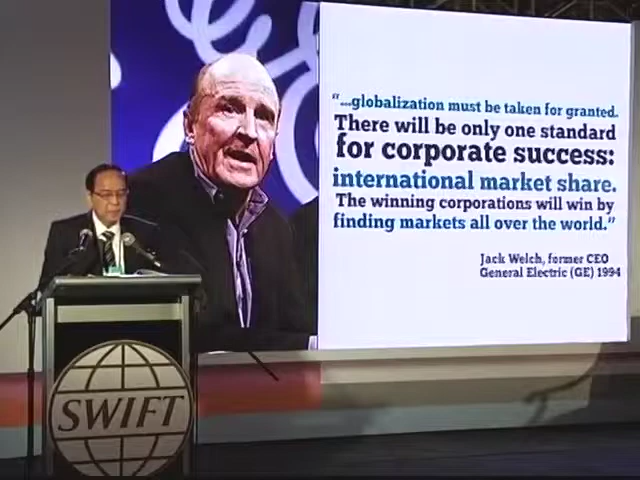 “...globalization must be taken for granted.
There will be only one standard
for corporate success:
international market share.
The winning corporations will win by
finding markets all over the world.”
Jack Welch, former CEO
General Electric (GE) 1994
SWIFT